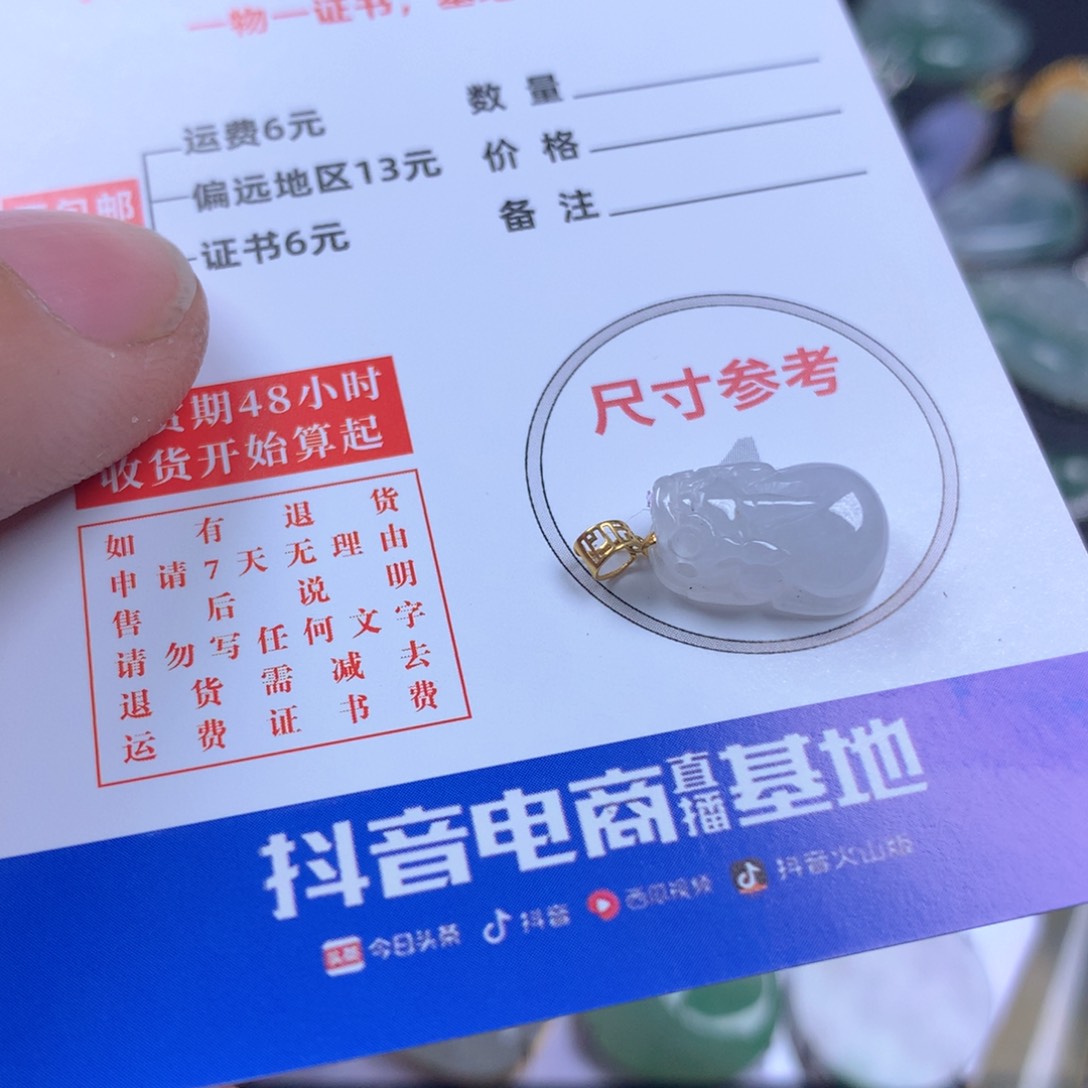 一物一证书，
运费6元
偏远地区13元
证书6元
包邮
数量
价格
备注
货期48小时
收货开始算起
如有退货
申请7天无理由
售后说明
请勿写任何文字
退货需减去
运费证书费
尺寸参考
抖音电商直播基地
头条 今日头条 抖音 西瓜视频 抖音火山版